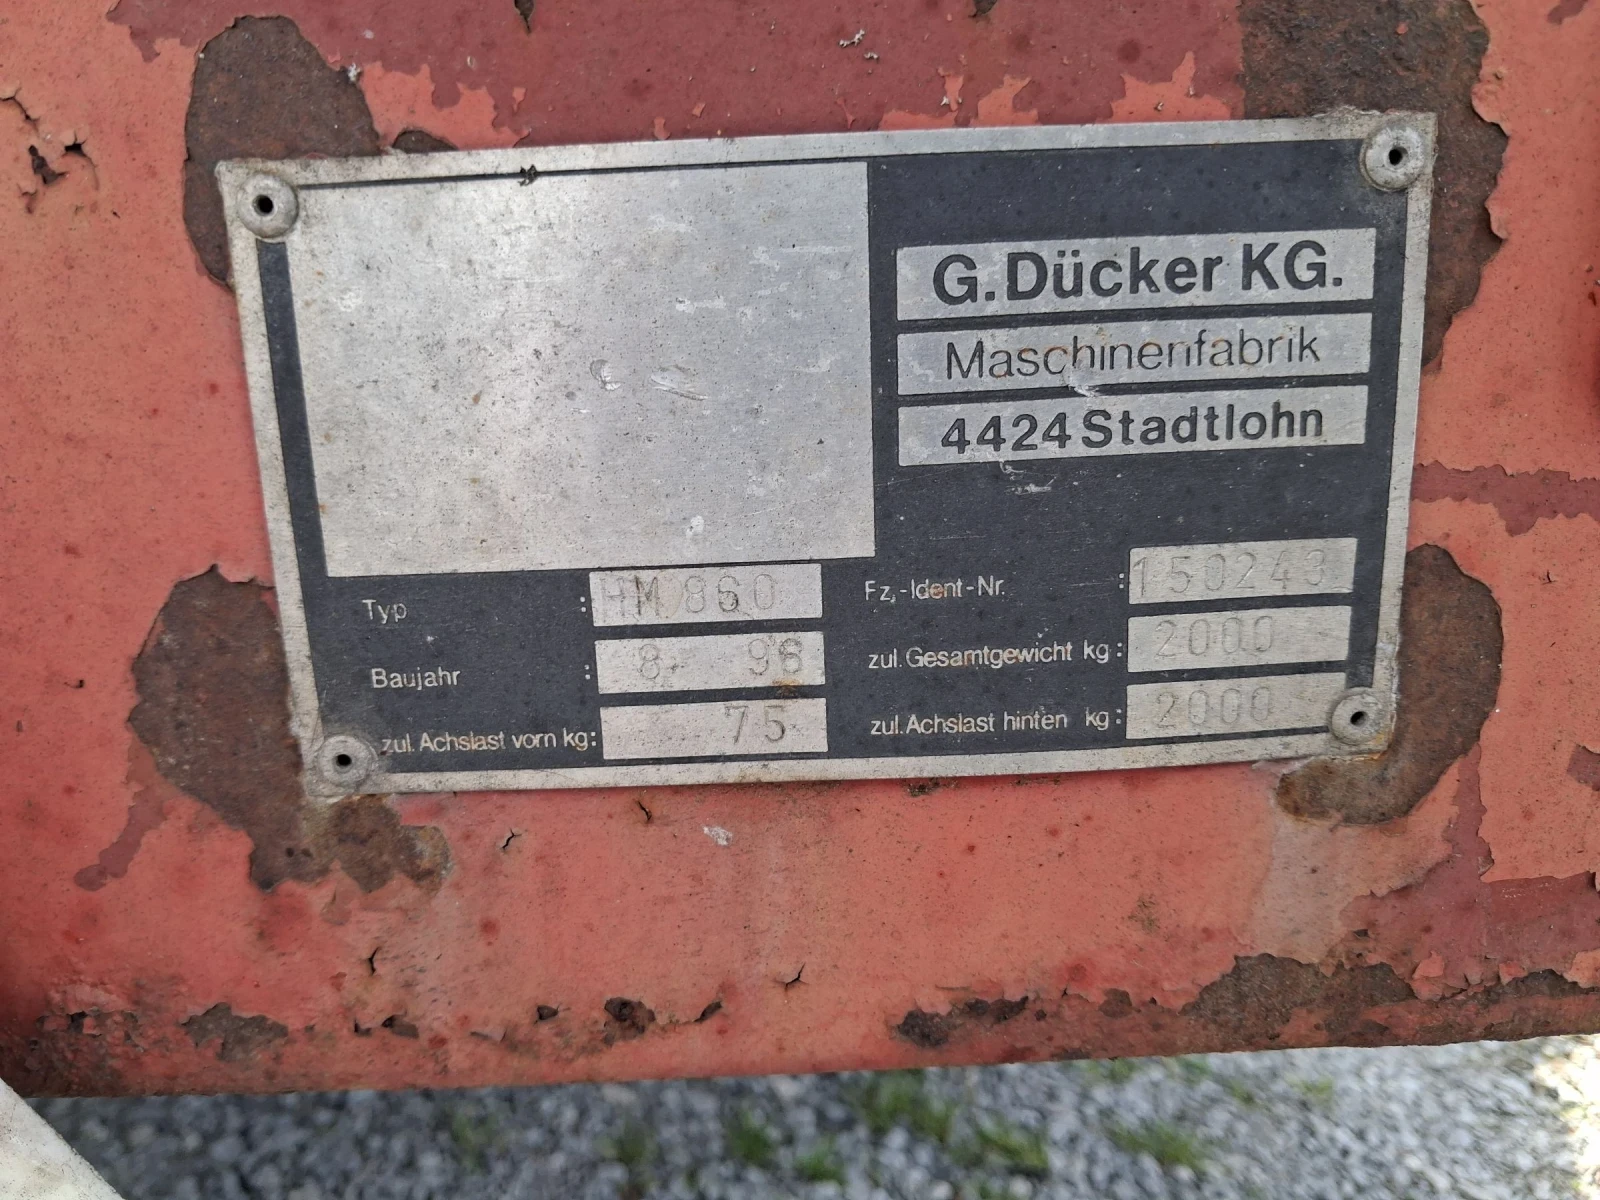 G. Dücker KG.
Maschinenfabrik
4424 Stadtlohn
Typ : HM 860
Fz.-Ident-Nr. : 150243
Baujahr : 8 98
zul. Gesamtgewicht kg: 2000
zul. Achslast vorn kg: 75
zul. Achslast hinten kg: 2000